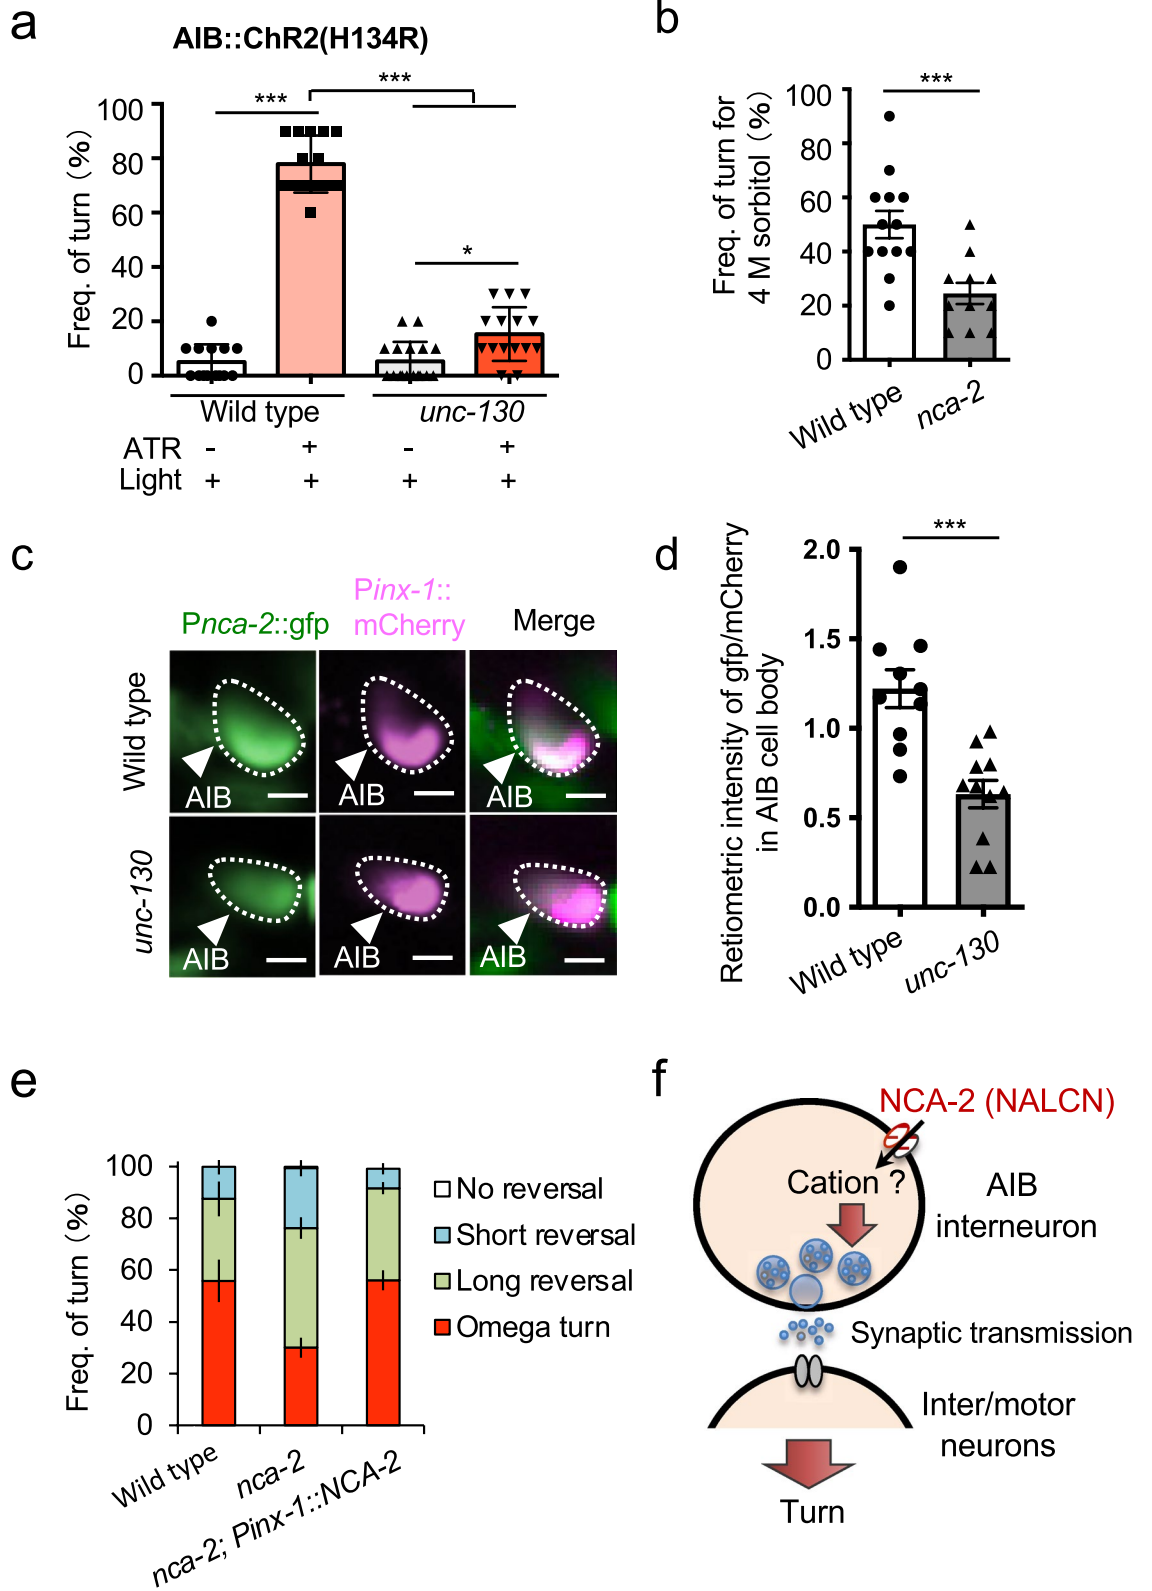 a
AIB::ChR2(H134R)
Freq. of turn (%)
100
80
60
40
20
0
***
***
*
Wild type
unc-130
ATR - + - +
Light + + + +
b
Freq. of turn for
4 M sorbitol (%)
100
80
60
40
20
0
***
Wild type
nca-2
c
Pnca-2::gfp
Pinx-1::
mCherry
Merge
Wild type
AIB
AIB
AIB
unc-130
AIB
AIB
AIB
d
Retiometric intensity of gfp/mCherry
in AIB cell body
2.0
1.5
1.0
0.5
0.0
***
Wild type
unc-130
e
Freq. of turn (%)
100
80
60
40
20
0
Wild type
nca-2
nca-2; Pinx-1::NCA-2
No reversal
Short reversal
Long reversal
Omega turn
f
NCA-2 (NALCN)
Cation ?
AIB
interneuron
Synaptic transmission
Inter/motor
neurons
Turn